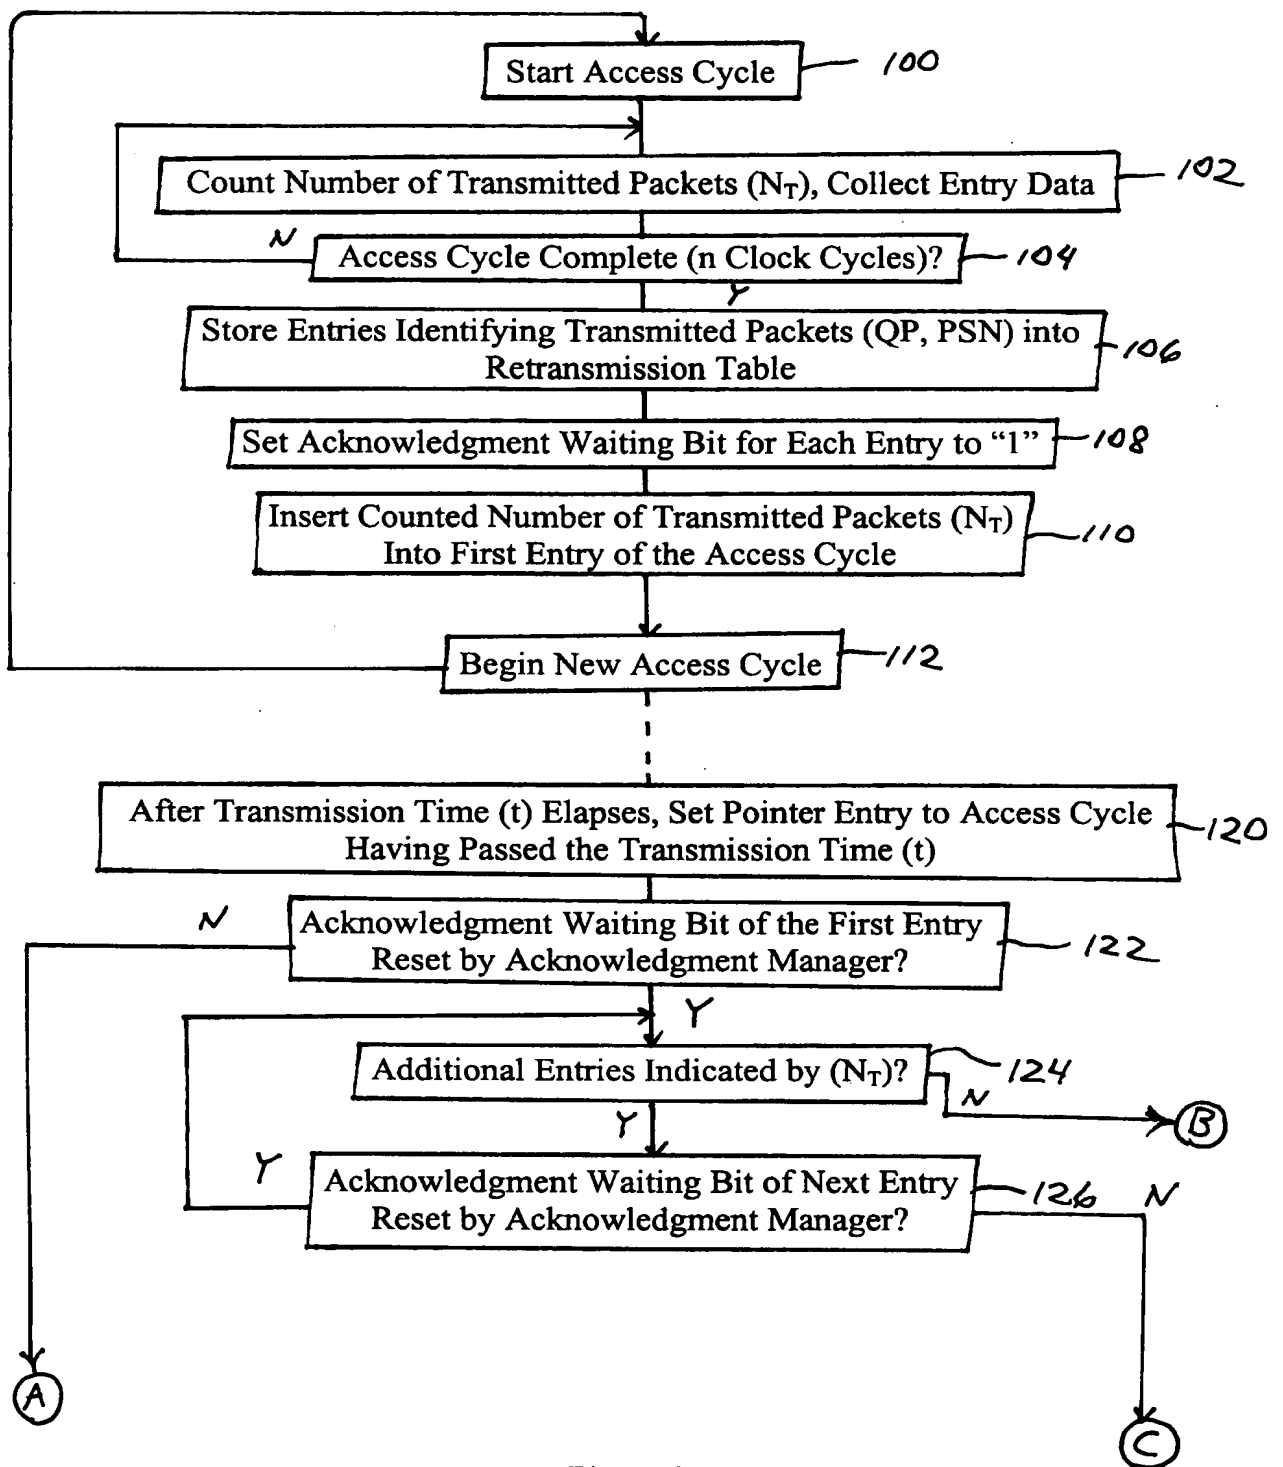 Start Access Cycle 100
Count Number of Transmitted Packets (NT), Collect Entry Data 102
N
Access Cycle Complete (n Clock Cycles)? 104
Y
Store Entries Identifying Transmitted Packets (QP, PSN) into
Retransmission Table
106
Set Acknowledgment Waiting Bit for Each Entry to “1” 108
Insert Counted Number of Transmitted Packets (NT)
Into First Entry of the Access Cycle
110
Begin New Access Cycle 112
After Transmission Time (t) Elapses, Set Pointer Entry to Access Cycle
Having Passed the Transmission Time (t)
120
N
Acknowledgment Waiting Bit of the First Entry
Reset by Acknowledgment Manager?
122
Y
Additional Entries Indicated by (NT)? 124
N
B
Y
Y
Acknowledgment Waiting Bit of Next Entry
Reset by Acknowledgment Manager?
126
N
A
C